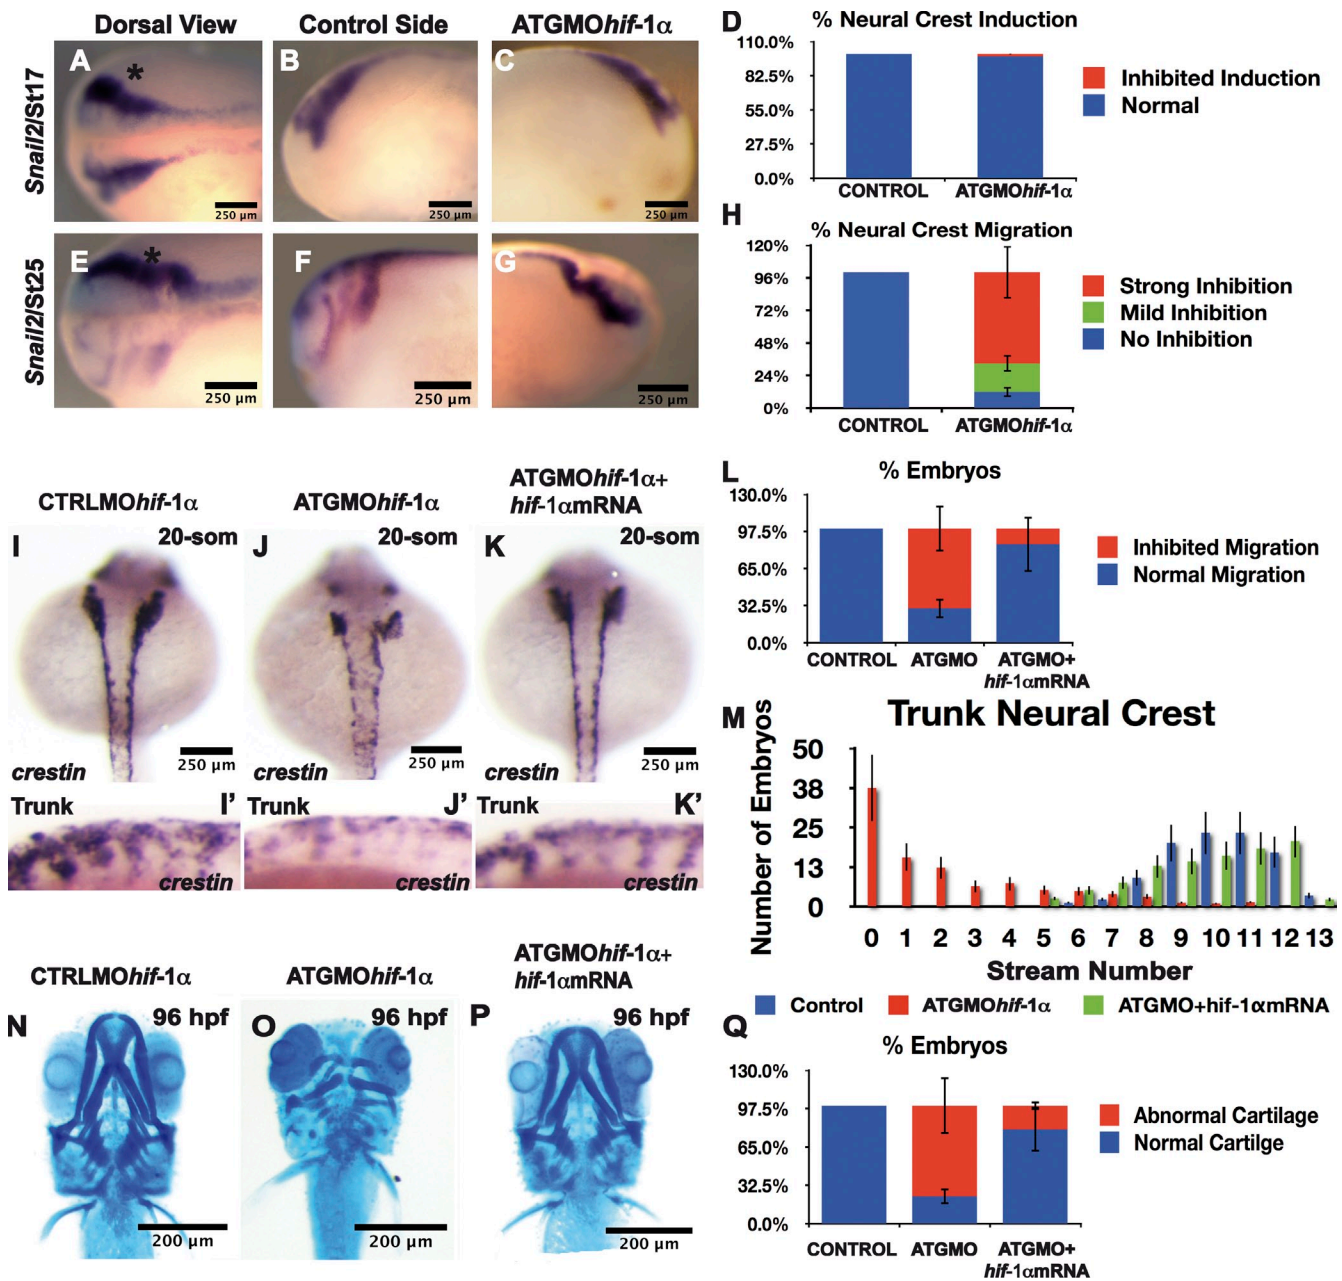 Dorsal View
Control Side
ATGMOhif-1α
Snail2/St17
A
*
250 µm
B
250 µm
C
250 µm
D
% Neural Crest Induction
110.0%
82.5%
55.0%
27.5%
0.0%
CONTROL
ATGMOhif-1α
Inhibited Induction
Normal
Snail2/St25
E
*
250 µm
F
250 µm
G
250 µm
H
% Neural Crest Migration
120%
96%
72%
48%
24%
0%
CONTROL
ATGMOhif-1α
Strong Inhibition
Mild Inhibition
No Inhibition
CTRLMOhif-1α
ATGMOhif-1α
ATGMOhif-1α+
hif-1αmRNA
I
20-som
crestin
250 µm
J
20-som
crestin
250 µm
K
20-som
crestin
250 µm
Trunk
I’
crestin
Trunk
J’
crestin
Trunk
K’
crestin
L
% Embryos
130.0%
97.5%
65.0%
32.5%
0.0%
CONTROL
ATGMO
ATGMO+
hif-1αmRNA
Inhibited Migration
Normal Migration
M
Trunk Neural Crest
Number of Embryos
50
38
25
13
0
0 1 2 3 4 5 6 7 8 9 10 11 12 13
Stream Number
Control
ATGMOhif-1α
ATGMO+hif-1αmRNA
CTRLMOhif-1α
ATGMOhif-1α
ATGMOhif-1α+
hif-1αmRNA
N
96 hpf
200 µm
O
96 hpf
200 µm
P
96 hpf
200 µm
Q
% Embryos
130.0%
97.5%
65.0%
32.5%
0.0%
CONTROL
ATGMO
ATGMO+
hif-1αmRNA
Abnormal Cartilage
Normal Cartilge